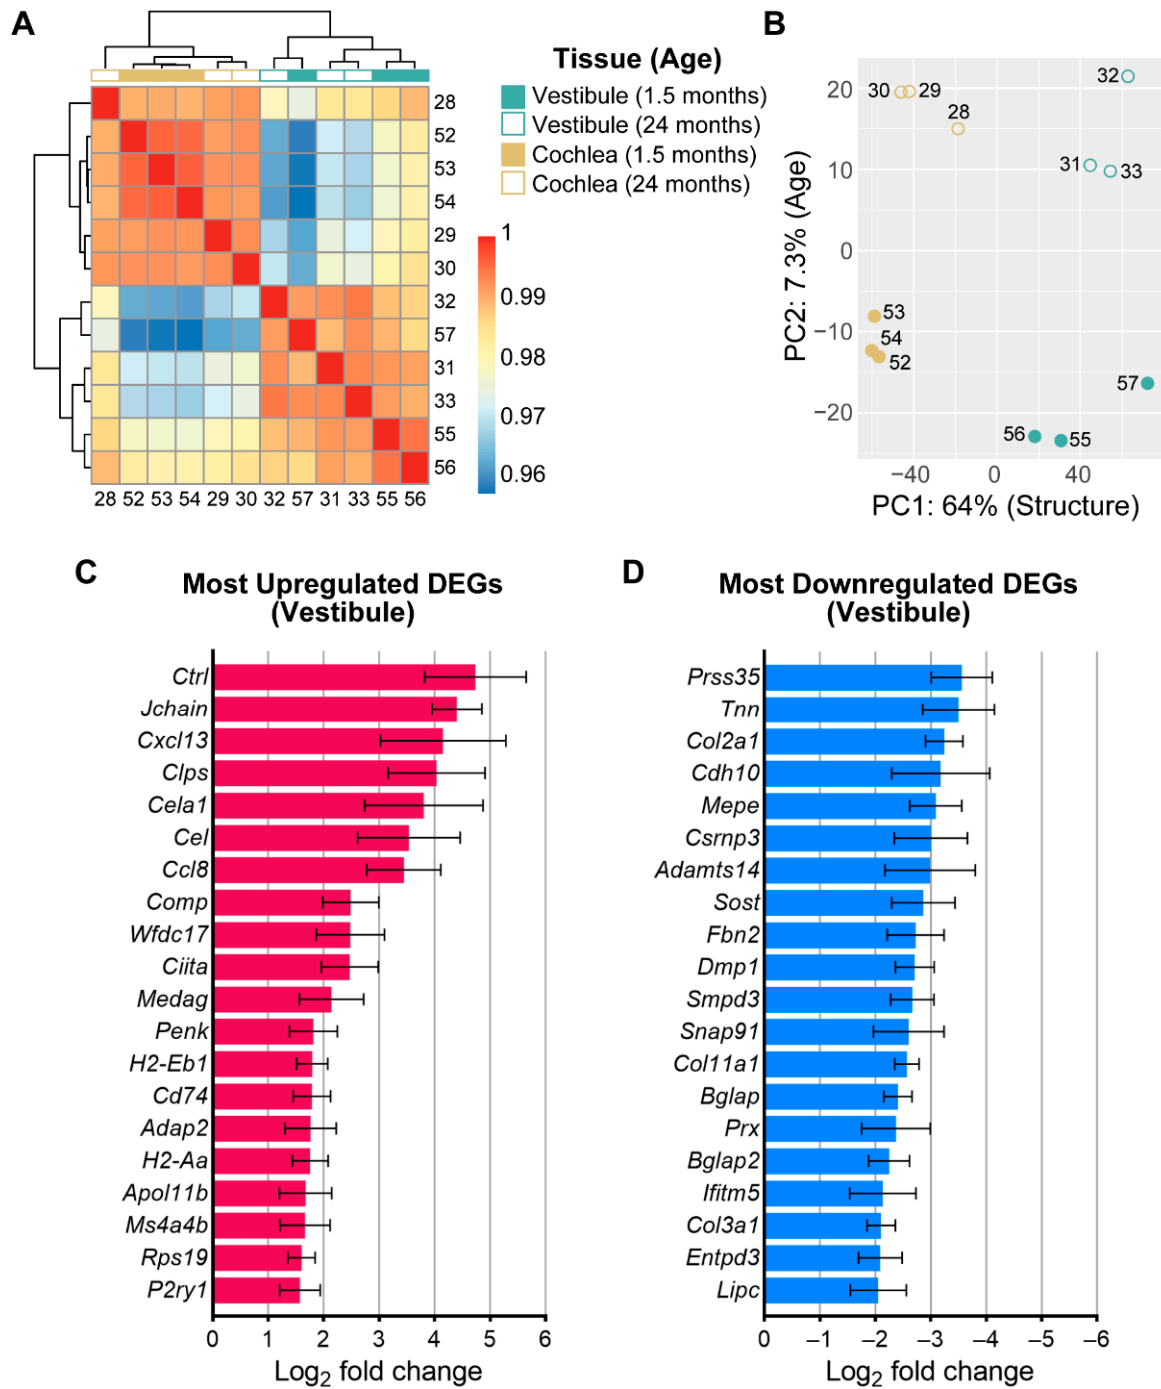 A
Tissue (Age)
Vestibule (1.5 months)
Vestibule (24 months)
Cochlea (1.5 months)
Cochlea (24 months)
28
52
53
54
29
30
32
57
31
33
55
56
28 52 53 54 29 30 32 57 31 33 55 56
1
0.99
0.98
0.97
0.96
B
PC2: 7.3% (Age)
20
10
0
−10
−20
30 29
28
32
31 33
53
54
52
57
56 55
−40 0 40
PC1: 64% (Structure)
C
Most Upregulated DEGs
(Vestibule)
Ctrl
Jchain
Cxcl13
Clps
Cela1
Cel
Ccl8
Comp
Wfdc17
Ciita
Medag
Penk
H2-Eb1
Cd74
Adap2
H2-Aa
Apol11b
Ms4a4b
Rps19
P2ry1
0 1 2 3 4 5 6
Log2 fold change
D
Most Downregulated DEGs
(Vestibule)
Prss35
Tnn
Col2a1
Cdh10
Mepe
Csrnp3
Adamts14
Sost
Fbn2
Dmp1
Smpd3
Snap91
Col11a1
Bglap
Prx
Bglap2
Ifitm5
Col3a1
Entpd3
Lipc
0 −1 −2 −3 −4 −5 −6
Log2 fold change